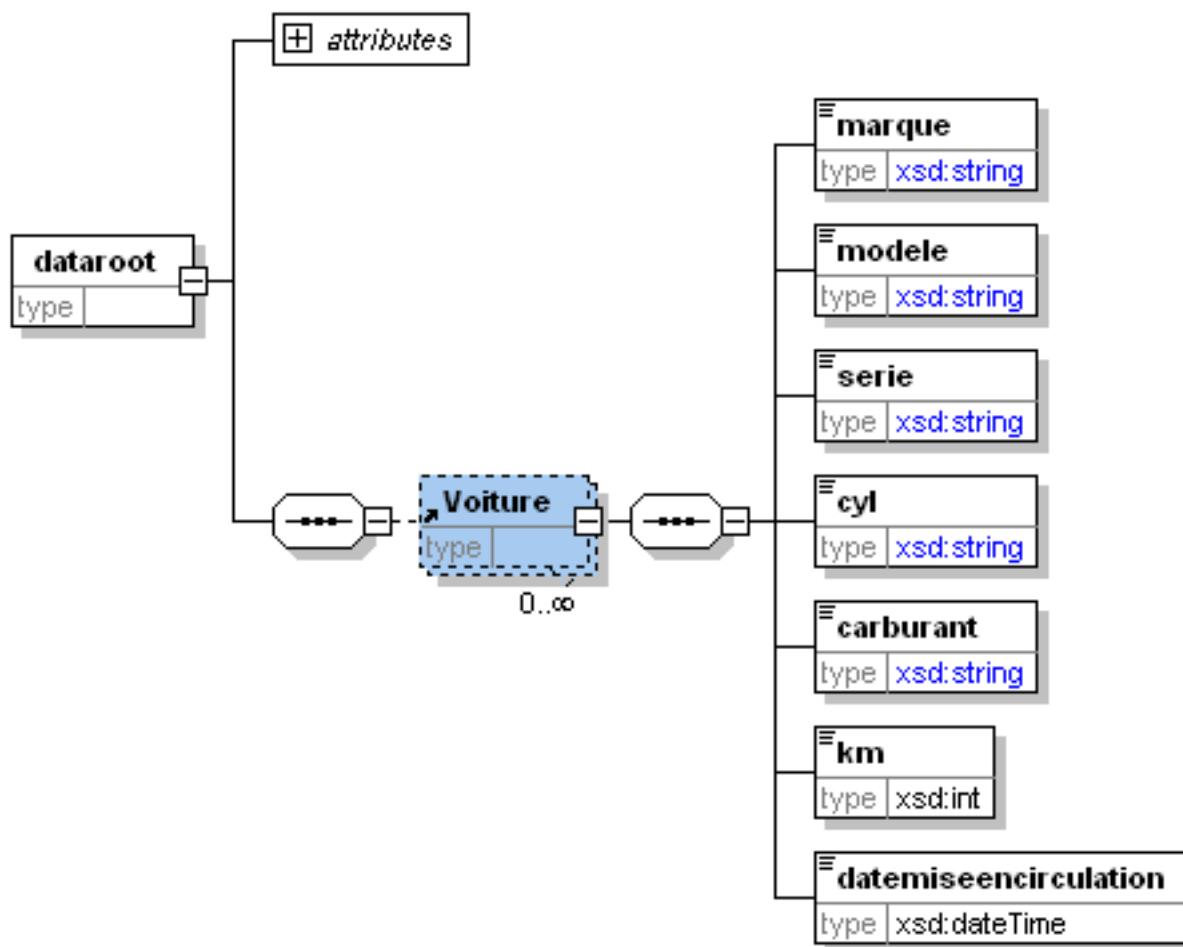 attributes
dataroot
type
marque
type xsd:string
modele
type xsd:string
serie
type xsd:string
Voiture
type
0..∞
cyl
type xsd:string
carburant
type xsd:string
km
type xsd:int
datemiseencirculation
type xsd:dateTime